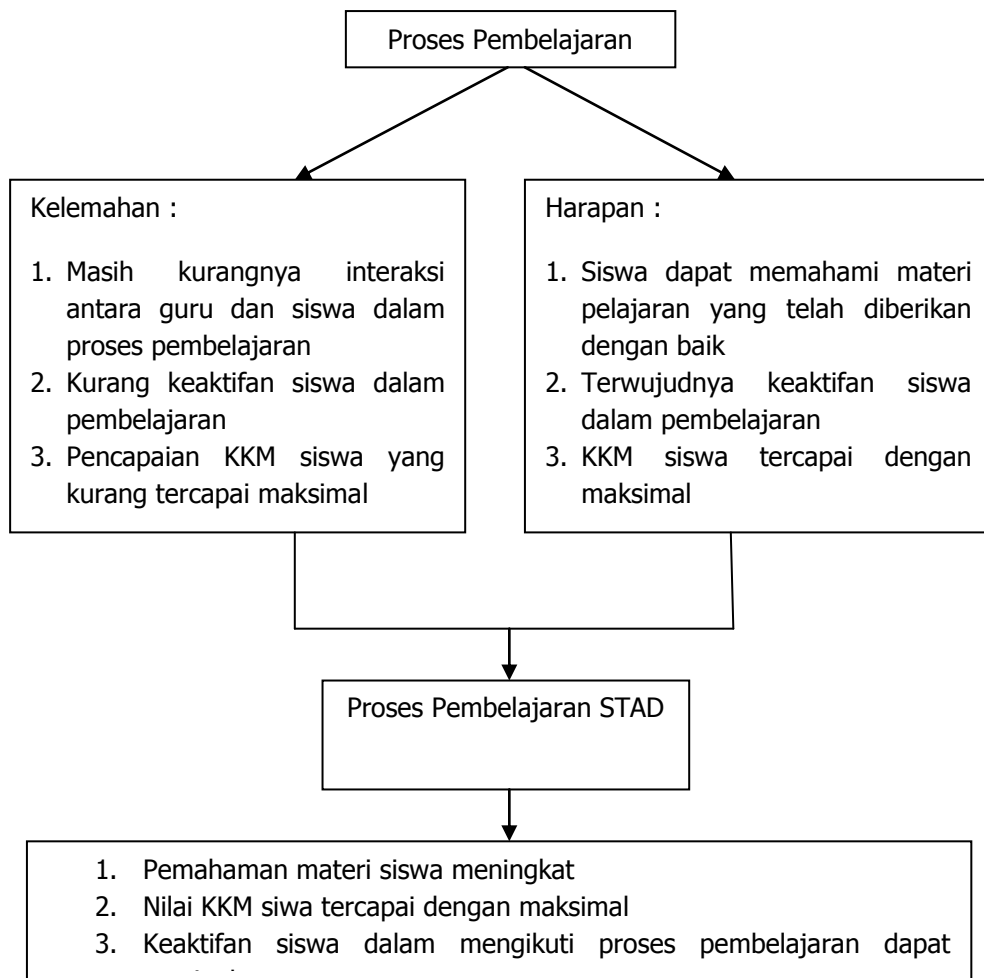 Proses Pembelajaran
Kelemahan :
1. Masih kurangnya interaksi
antara guru dan siswa dalam
proses pembelajaran
2. Kurang keaktifan siswa dalam
pembelajaran
3. Pencapaian KKM siswa yang
kurang tercapai maksimal
Harapan :
1. Siswa dapat memahami materi
pelajaran yang telah diberikan
dengan baik
2. Terwujudnya keaktifan siswa
dalam pembelajaran
3. KKM siswa tercapai dengan
maksimal
Proses Pembelajaran STAD
1. Pemahaman materi siswa meningkat
2. Nilai KKM siwa tercapai dengan maksimal
3. Keaktifan siswa dalam mengikuti proses pembelajaran dapat